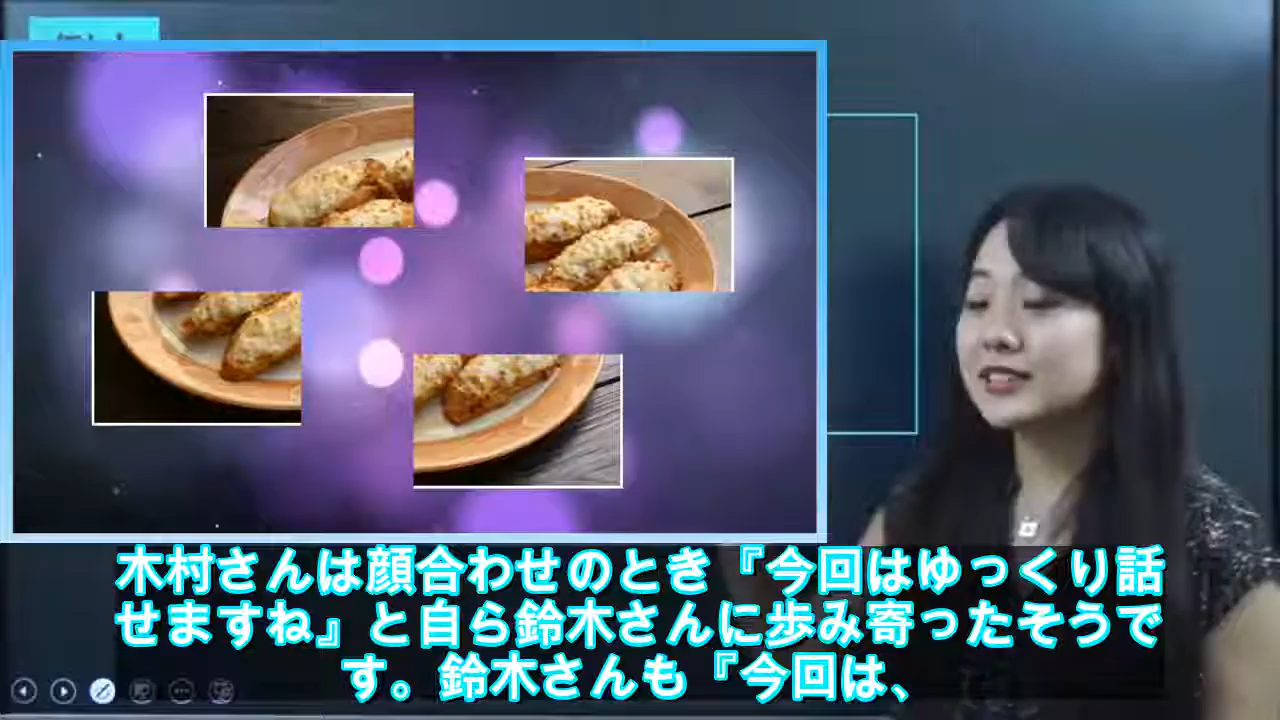 木村さんは顔合わせのとき『今回はゆっくり話
せますね』と自ら鈴木さんに歩み寄ったそうで
す。鈴木さんも『今回は、